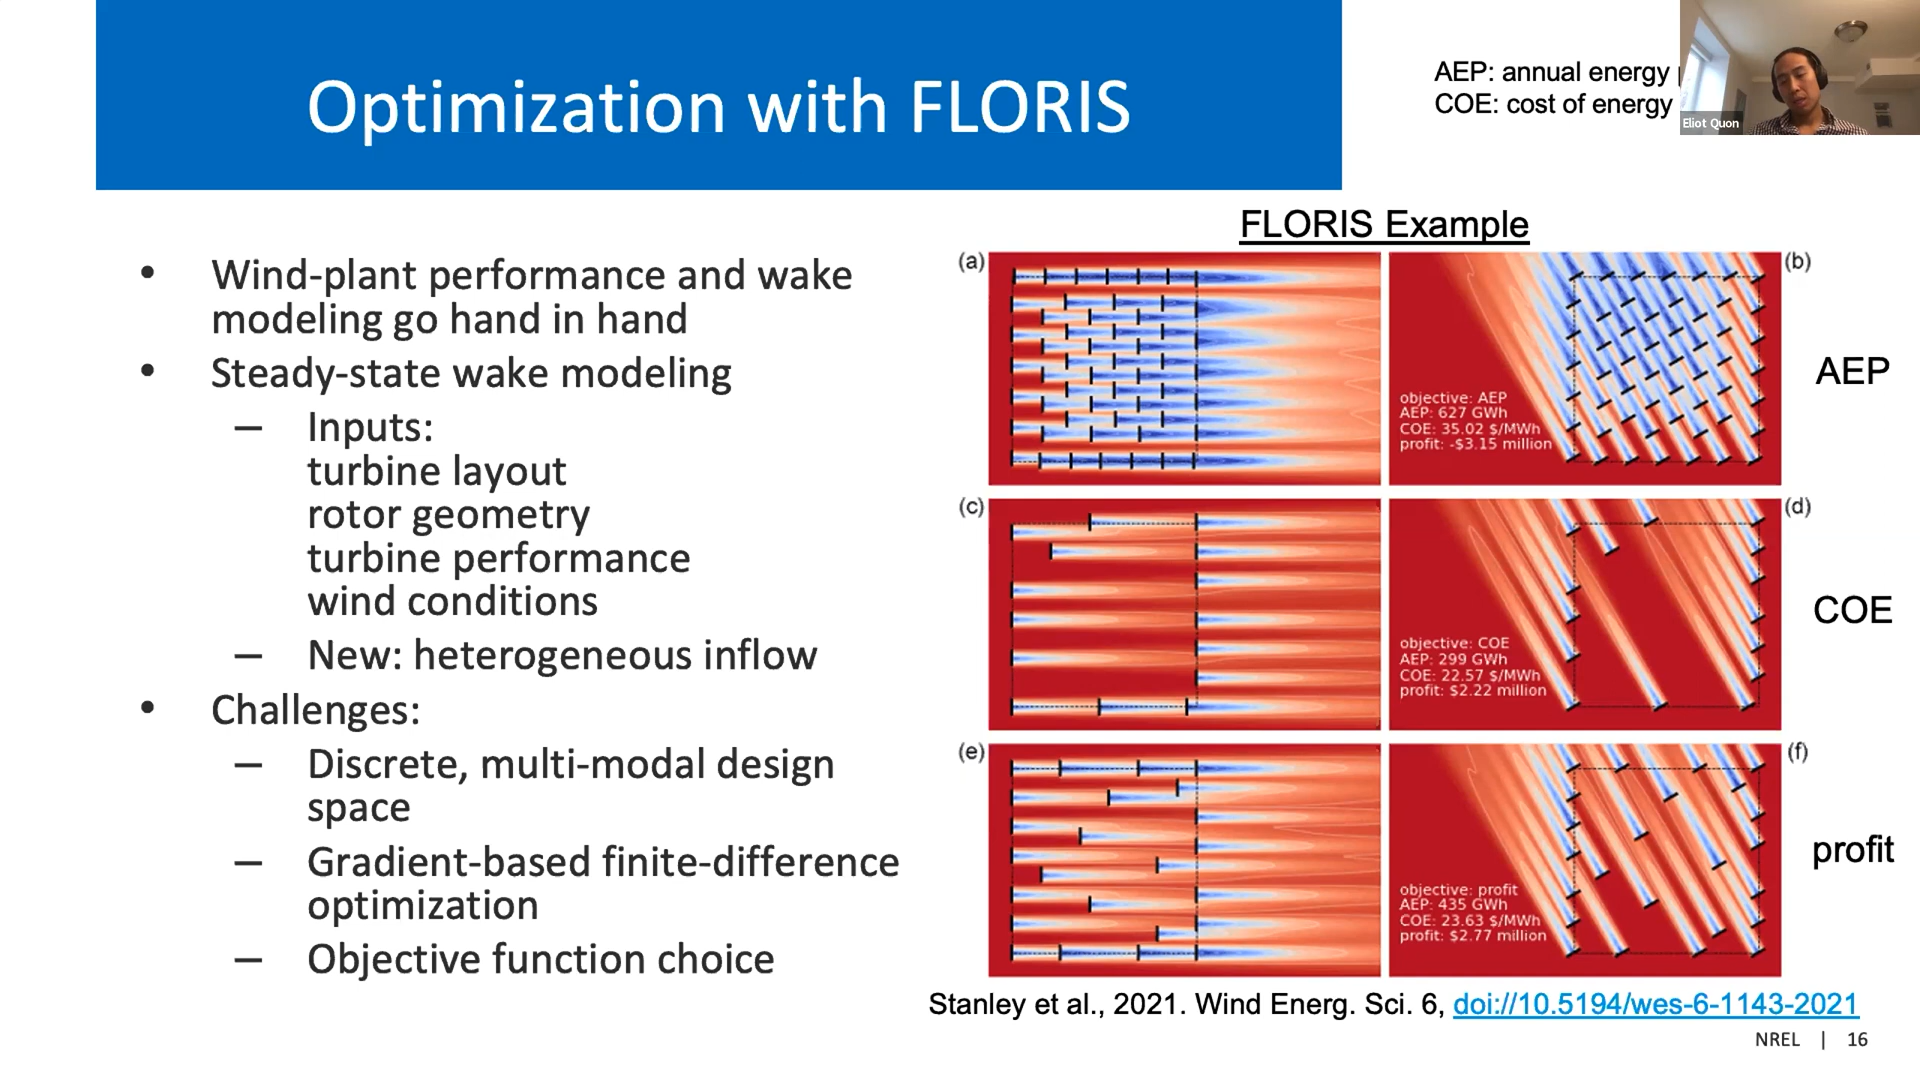 Optimization with FLORIS
AEP: annual energy
COE: cost of energy
Eliot Quon
• Wind-plant performance and wake
modeling go hand in hand
• Steady-state wake modeling
– Inputs:
turbine layout
rotor geometry
turbine performance
wind conditions
– New: heterogeneous inflow
• Challenges:
– Discrete, multi-modal design
space
– Gradient-based finite-difference
optimization
– Objective function choice
FLORIS Example
(a)
(b)
objective: AEP
AEP: 627 GWh
COE: 35.02 $/MWh
profit: -$3.15 million
AEP
(c)
(d)
objective: COE
AEP: 299 GWh
COE: 22.57 $/MWh
profit: $2.22 million
COE
(e)
(f)
objective: profit
AEP: 435 GWh
COE: 23.63 $/MWh
profit: $2.77 million
profit
Stanley et al., 2021. Wind Energ. Sci. 6, doi://10.5194/wes-6-1143-2021
NREL | 16